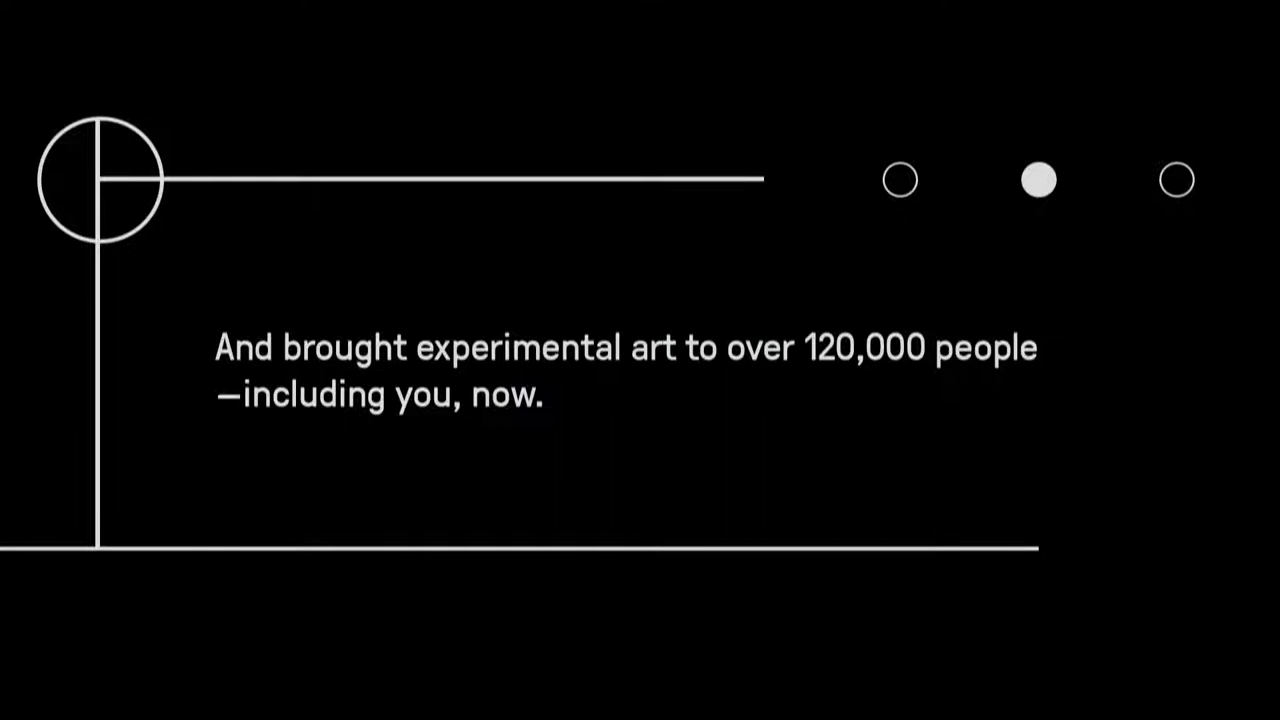 And brought experimental art to over 120,000 people
—including you, now.